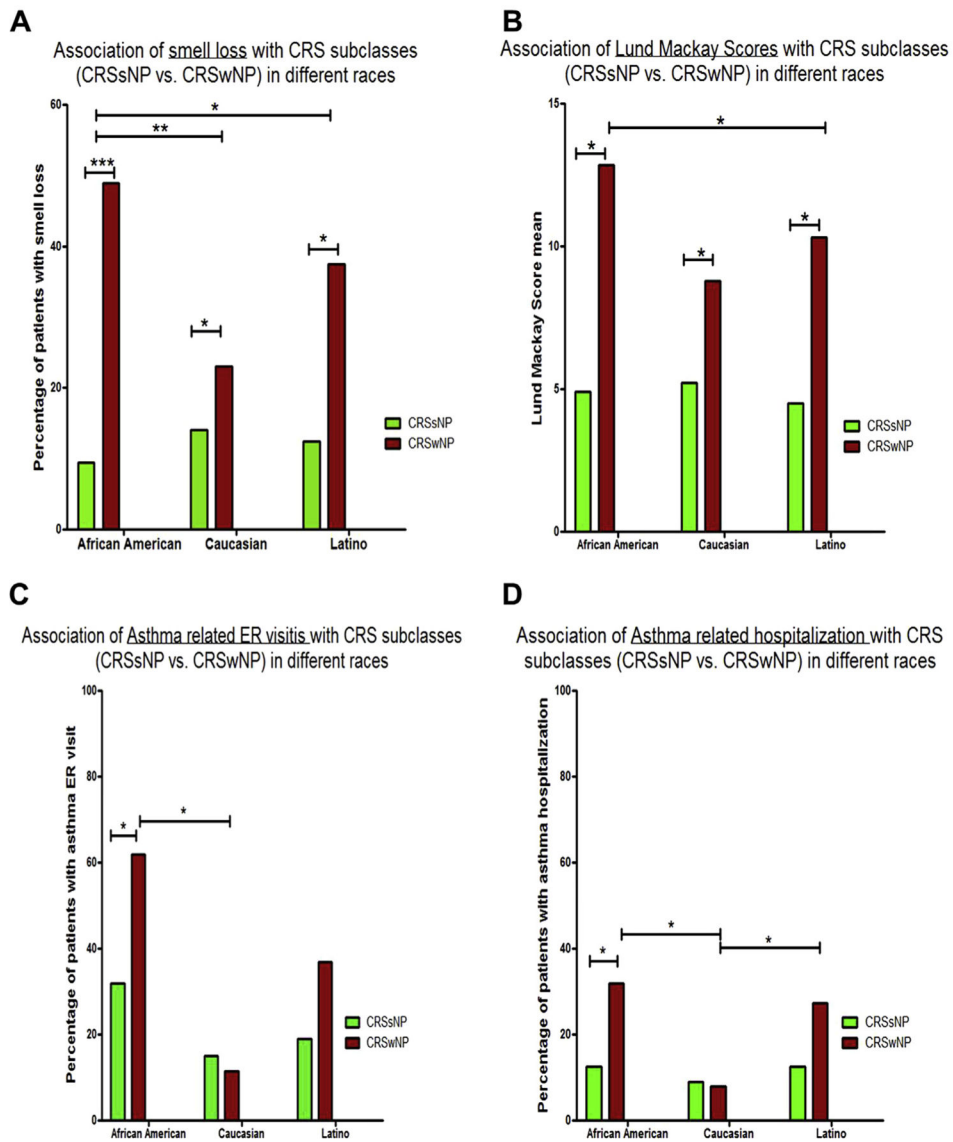 A
Association of smell loss with CRS subclasses
(CRSsNP vs. CRSwNP) in different races
60
40
20
0
Percentage of patients with smell loss
*
**
***
*
*
CRSsNP
CRSwNP
African American Caucasian Latino
B
Association of Lund Mackay Scores with CRS subclasses
(CRSsNP vs. CRSwNP) in different races
15
10
5
0
Lund Mackay Score mean
*
*
*
*
CRSsNP
CRSwNP
African American Caucasian Latino
C
Association of Asthma related ER visitis with CRS subclasses
(CRSsNP vs. CRSwNP) in different races
100
80
60
40
20
0
Percentage of patients with asthma ER visit
*
*
CRSsNP
CRSwNP
African American Caucasian Latino
D
Association of Asthma related hospitalization with CRS
subclasses (CRSsNP vs. CRSwNP) in different races
100
80
60
40
20
0
Percentage of patients with asthma hospitalization
*
*
*
CRSsNP
CRSwNP
African American Caucasian Latino